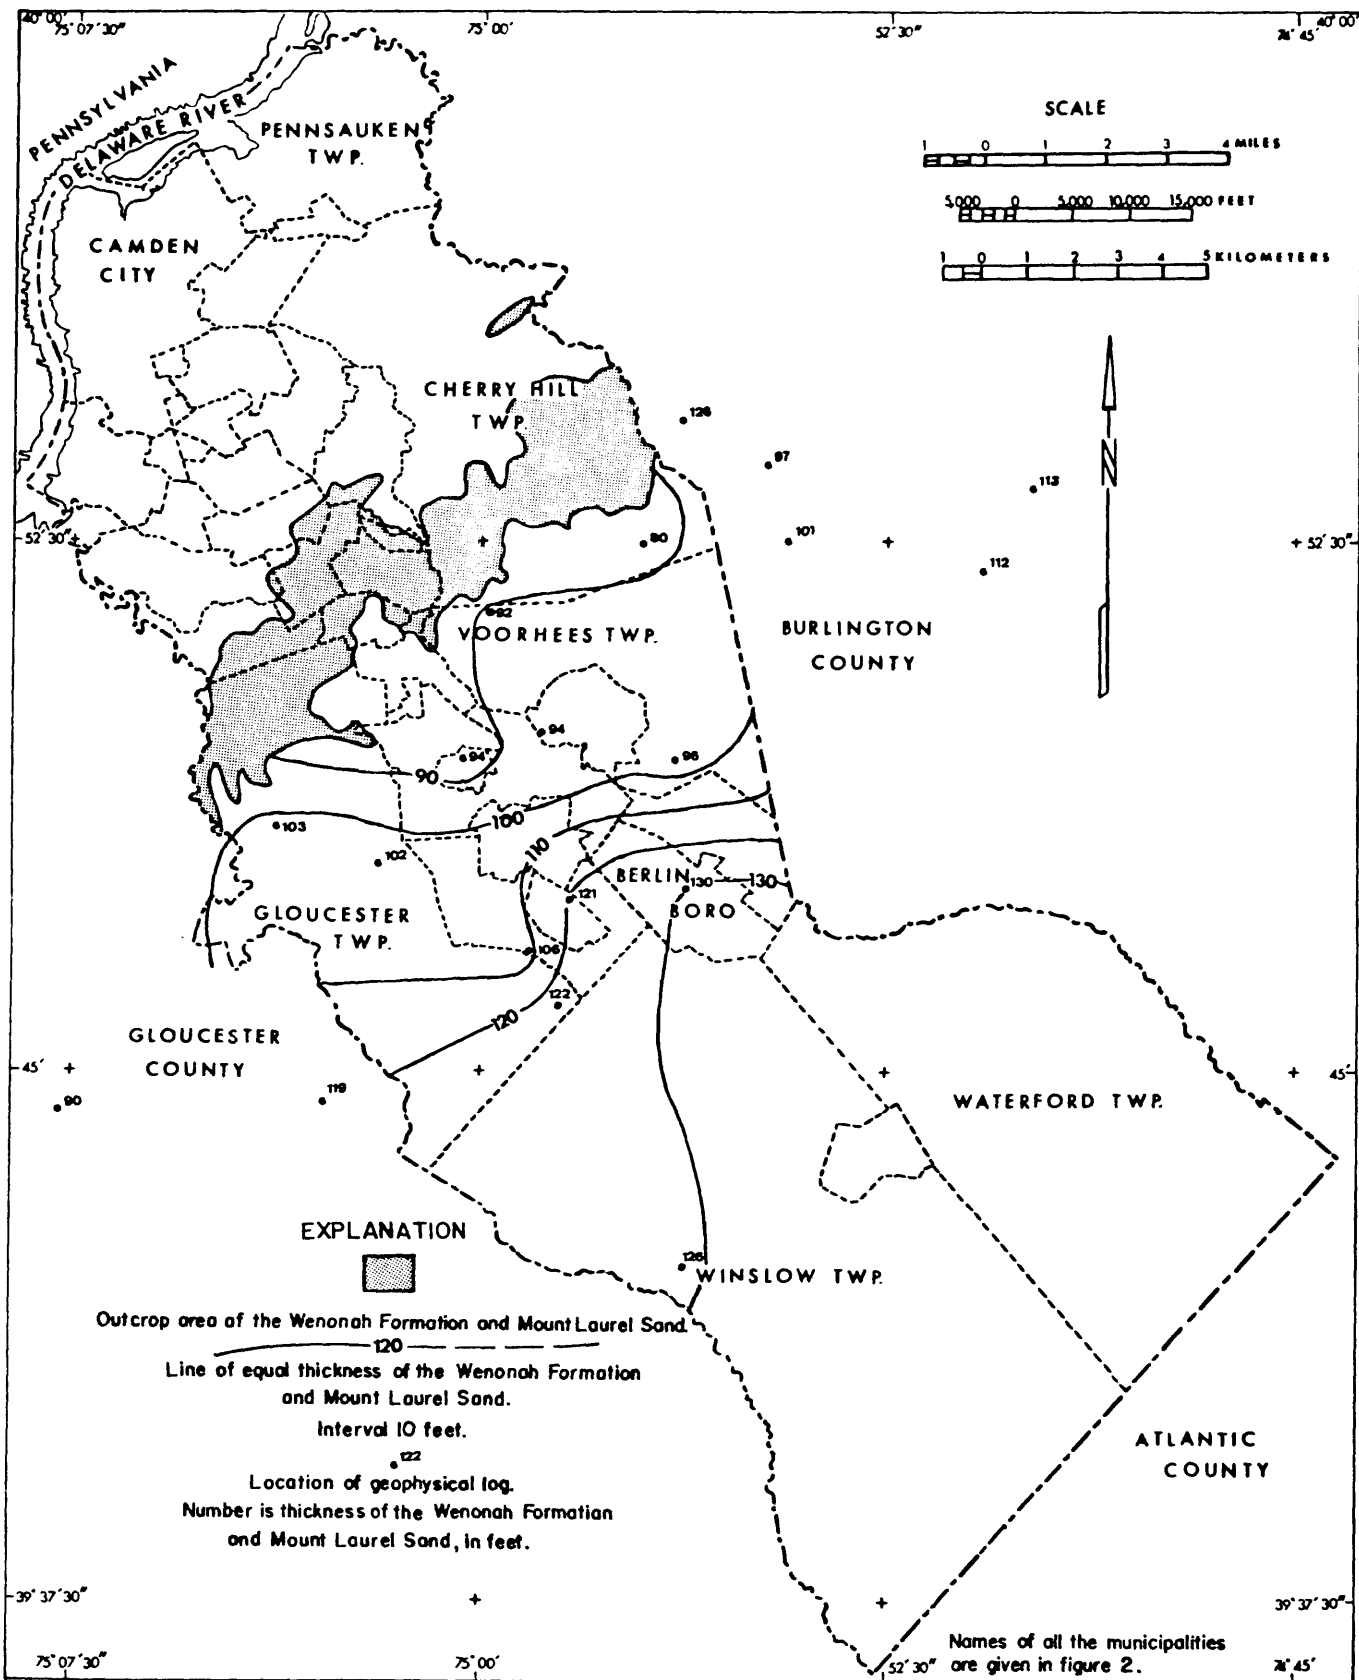 40° 00'
75° 07' 30"
75° 00'
52' 30"
74° 45'
40° 00'
PENNSYLVANIA
DELAWARE RIVER
PENNSAUKEN
TWP.
SCALE
1 0 1 2 3 4 MILES
5,000 0 5,000 10,000 15,000 FEET
1 0 1 2 3 4 5 KILOMETERS
CAMDEN
CITY
CHERRY HILL
TWP.
126
97
113
N
52' 30"
80
101
52' 30"
112
92
VOORHEES TWP.
BURLINGTON
COUNTY
94
94
96
90
100
103
110
102
BERLIN
130
130
121
BORO
GLOUCESTER
TWP.
106
122
120
GLOUCESTER
COUNTY
45'
45'
119
90
WATERFORD TWP.
EXPLANATION
126
WINSLOW TWP.
Outcrop area of the Wenonah Formation and Mount Laurel Sand.
120
Line of equal thickness of the Wenonah Formation
and Mount Laurel Sand.
Interval 10 feet.
122
Location of geophysical log.
Number is thickness of the Wenonah Formation
and Mount Laurel Sand, in feet.
ATLANTIC
COUNTY
39° 37' 30"
39° 37' 30"
Names of all the municipalities
are given in figure 2.
75° 07' 30"
75° 00'
52' 30"
74° 45'